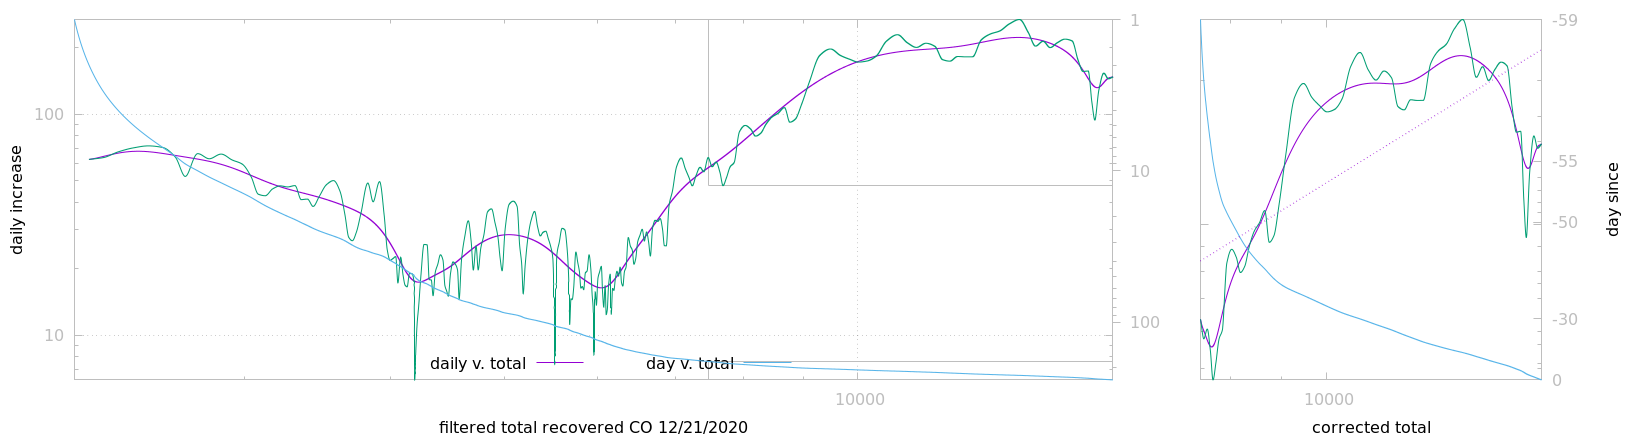 daily increase
100
10
daily v. total
day v. total
10000
filtered total recovered CO 12/21/2020
1
10
100
10000
corrected total
-59
-55
-50
-30
0
day since